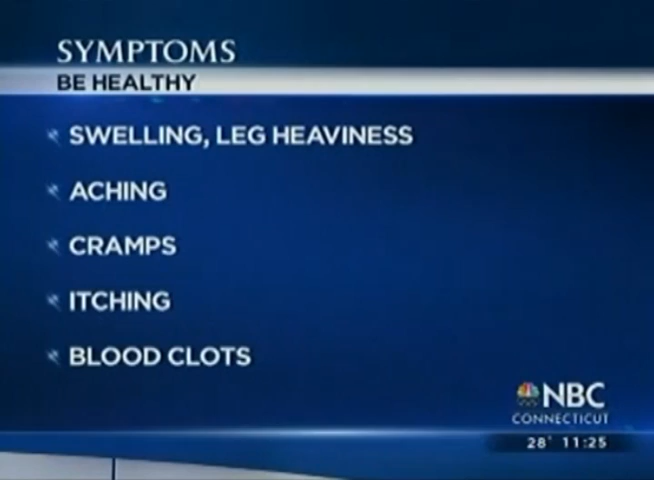 SYMPTOMS
BE HEALTHY
SWELLING, LEG HEAVINESS
ACHING
CRAMPS
ITCHING
BLOOD CLOTS
NBC
CONNECTICUT
28° 11:25